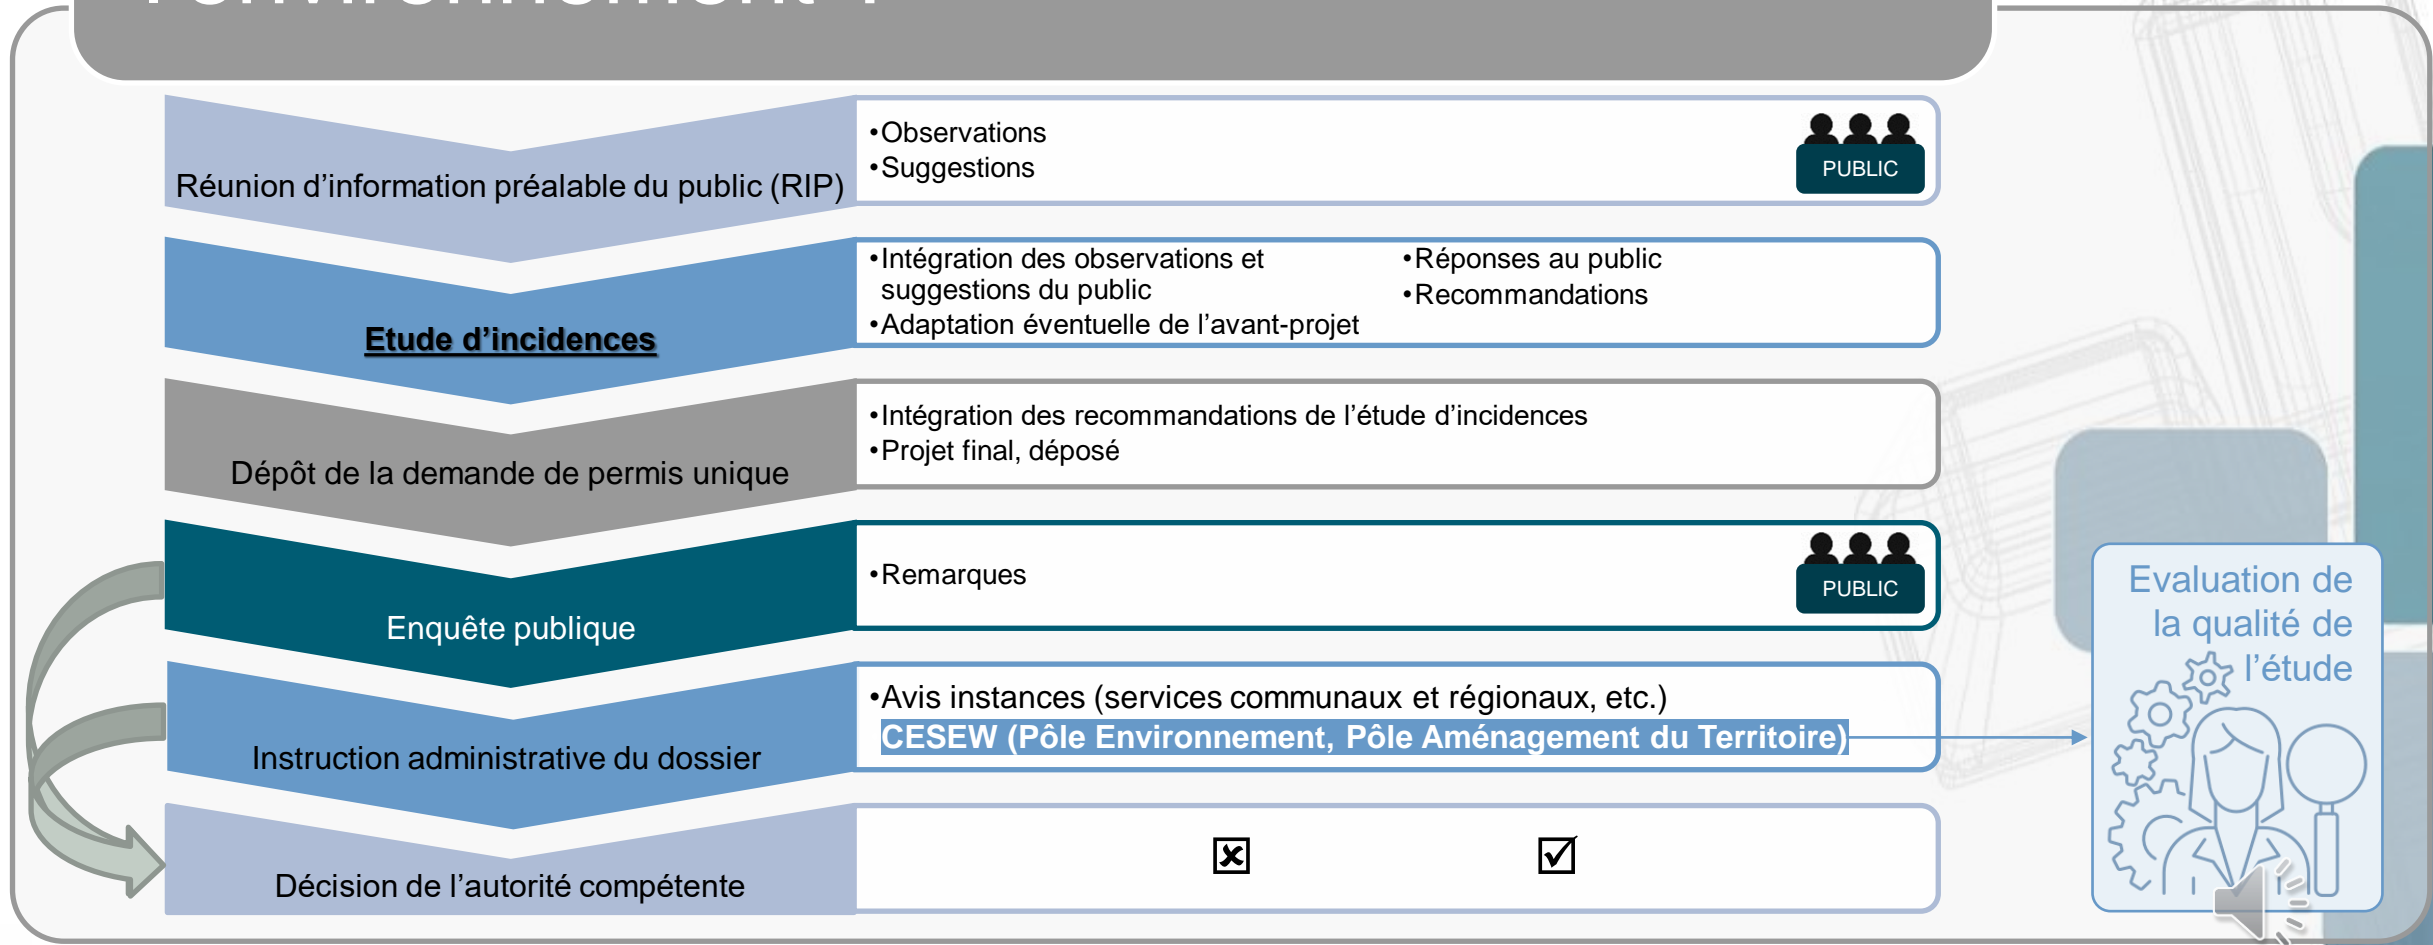 l'environnement ?
Réunion d’information préalable du public (RIP)
•Observations
•Suggestions
PUBLIC
Etude d’incidences
•Intégration des observations et
suggestions du public
•Adaptation éventuelle de l’avant-projet
•Réponses au public
•Recommandations
Dépôt de la demande de permis unique
•Intégration des recommandations de l’étude d’incidences
•Projet final, déposé
Enquête publique
•Remarques
PUBLIC
Instruction administrative du dossier
•Avis instances (services communaux et régionaux, etc.)
CESEW (Pôle Environnement, Pôle Aménagement du Territoire)
Evaluation de
la qualité de
l’étude
Décision de l’autorité compétente